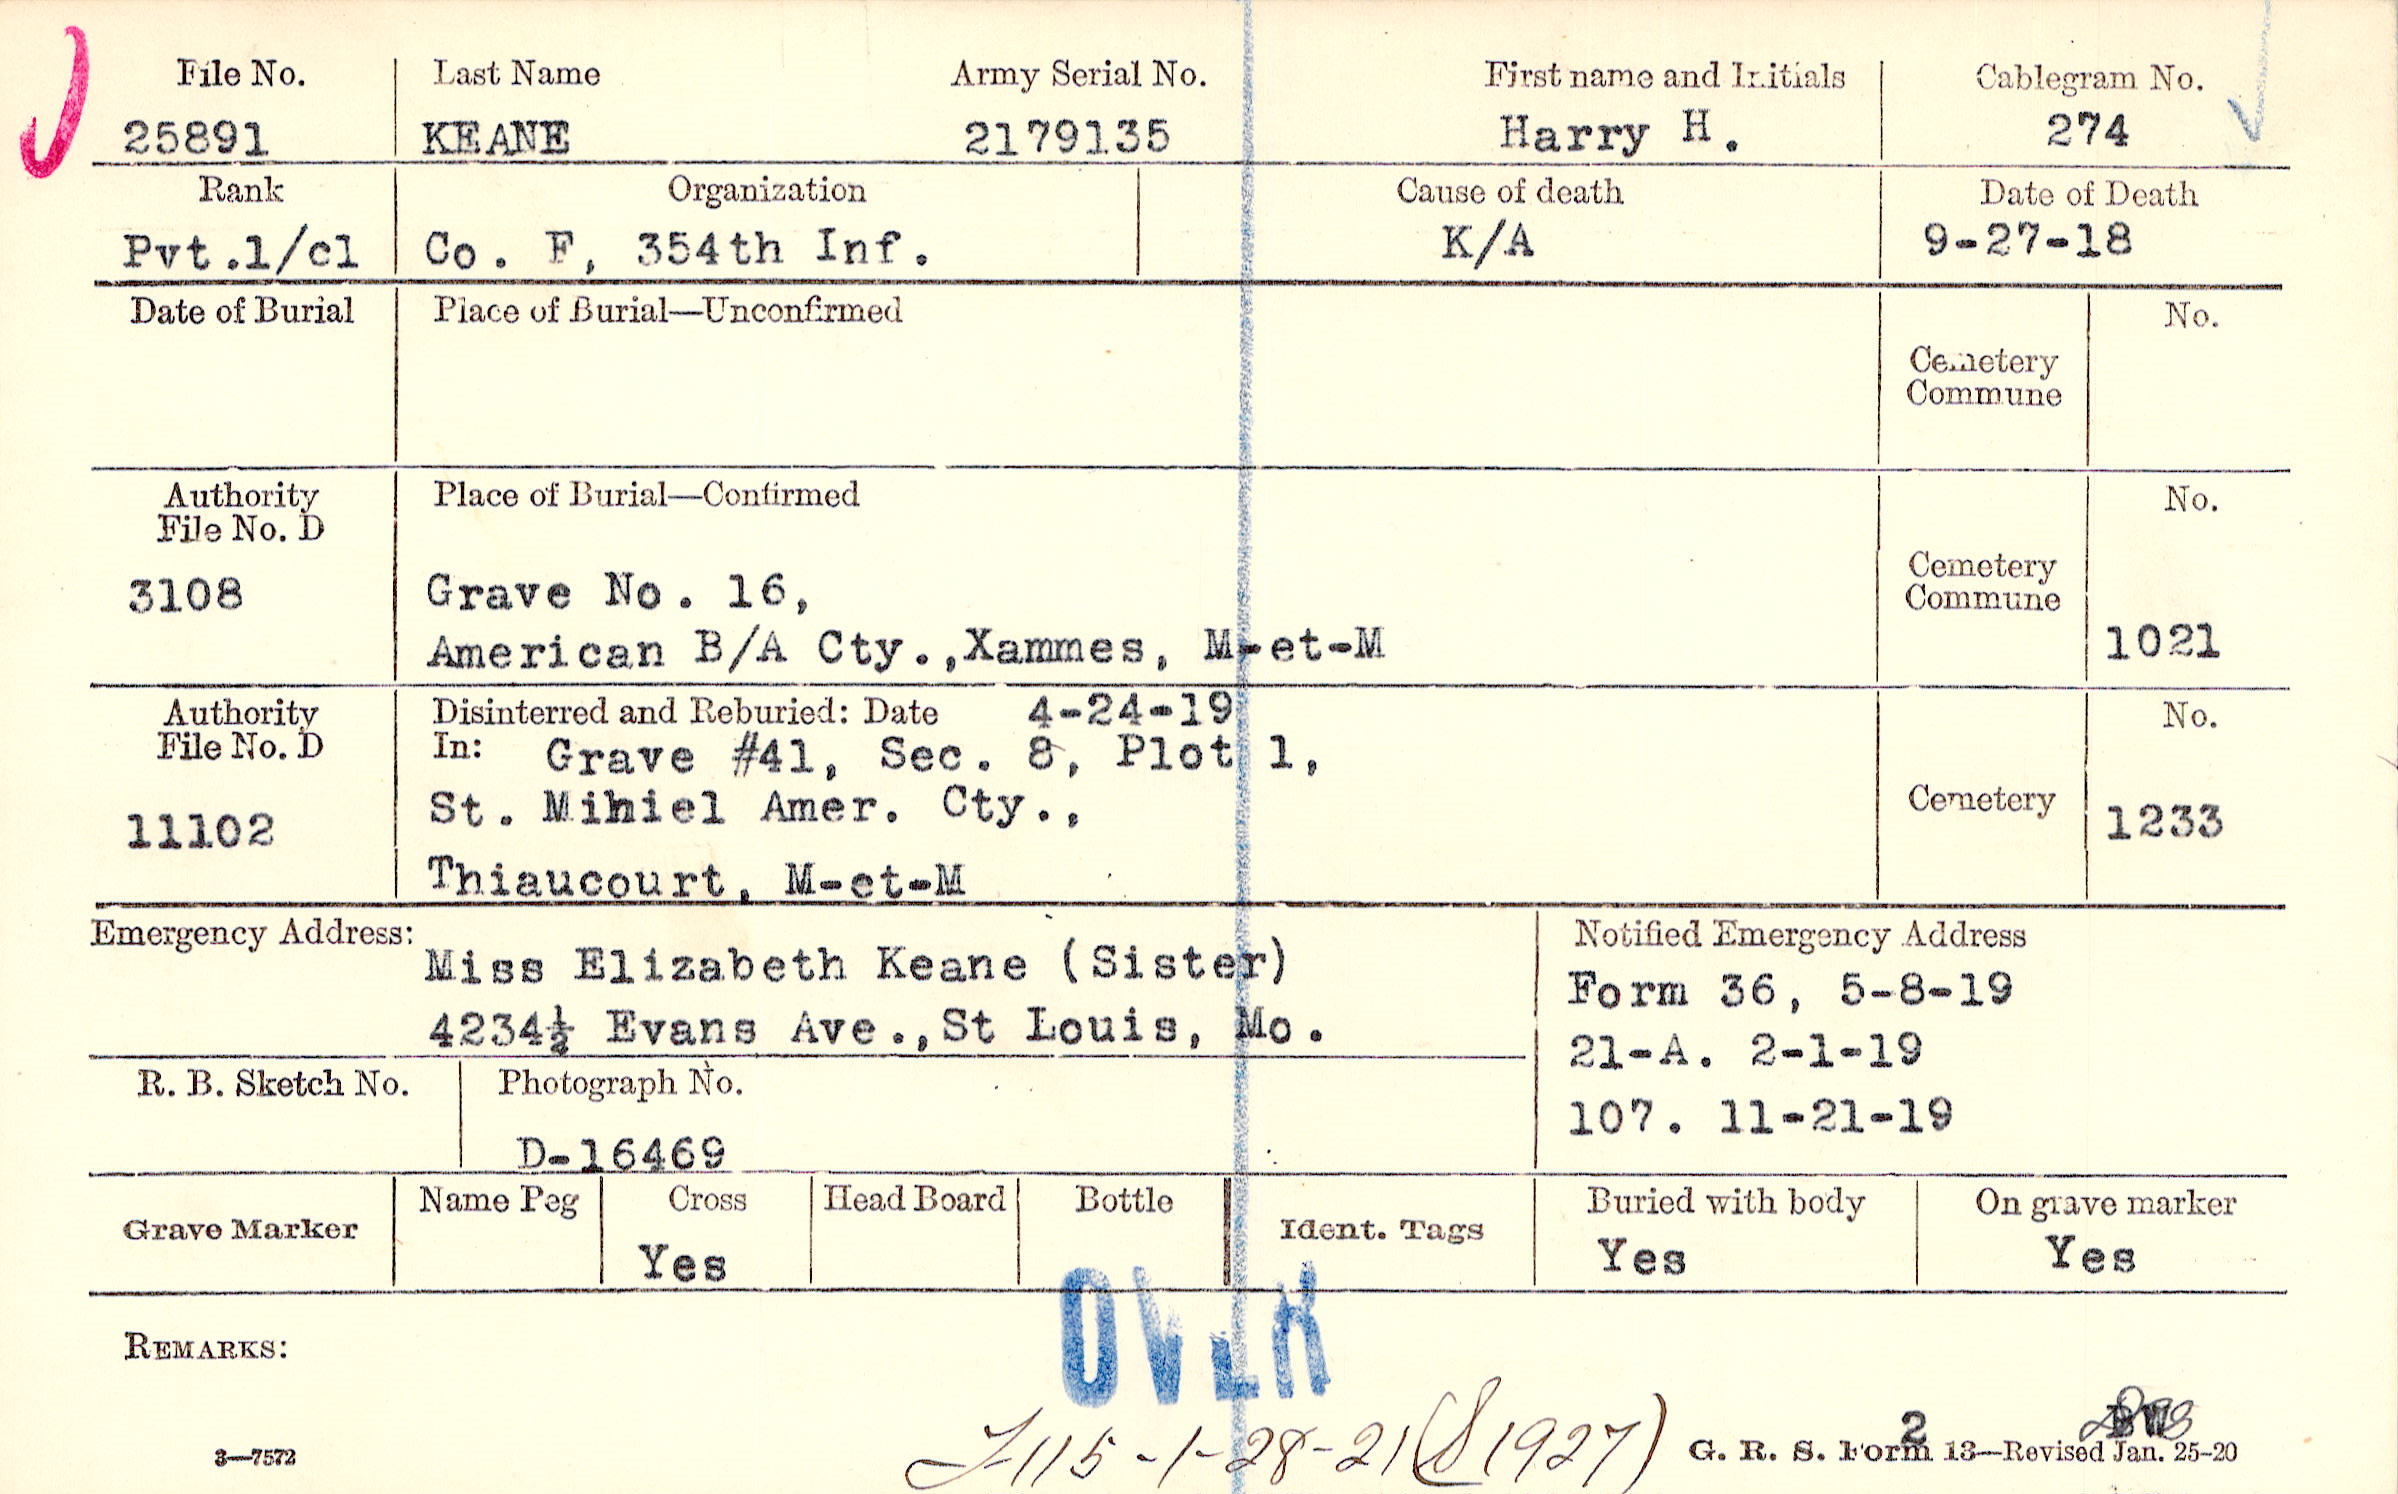 File No. Last Name Army Serial No. First name and Initials Cablegram No.
25891 KEANE 2179135 Harry H. 274
Rank Organization Cause of death Date of Death
Pvt.1/cl Co. F, 354th Inf. K/A 9-27-18
Date of Burial Place of Burial—Unconfirmed No.
Cemetery
Commune
Authority Place of Burial—Confirmed No.
File No. D
Cemetery
Commune
3108 Grave No. 16,
American B/A Cty.,Xammes, M-et-M 1021
Authority Disinterred and Reburied: Date 4-24-19 No.
File No. D In: Grave #41, Sec. 8, Plot 1,
St. Mihiel Amer. Cty., Cemetery
11102 1233
Thiaucourt, M-et-M
Emergency Address: Notified Emergency Address
Miss Elizabeth Keane (Sister) Form 36, 5-8-19
4234½ Evans Ave.,St Louis, Mo. 21-A. 2-1-19
R. B. Sketch No. Photograph No.
107. 11-21-19
D-16469
Name Peg Cross Head Board Bottle Buried with body On grave marker
Grave Marker Ident. Tags
Yes Yes Yes
OVER
REMARKS:
115-1-28-21 ( 1927)
2 BW
3—7572 G. R. S. Form 13—Revised Jan. 25-20